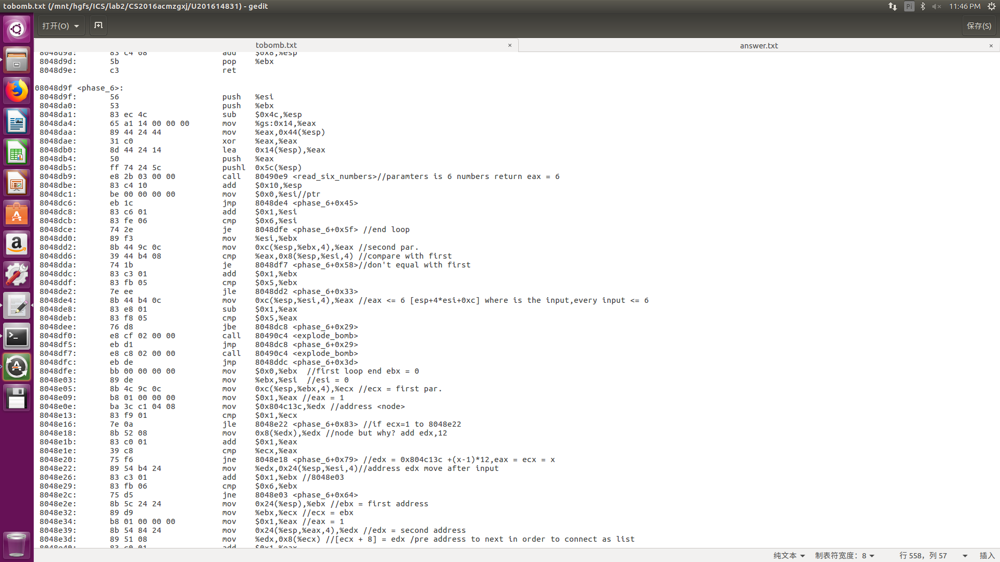 tobomb.txt (/mnt/hgfs/ICS/lab2/CS2016acmzgxj/U201614831) - gedit
Pi
11:46 PM
打开(O)
保存(S)
tobomb.txt ×
answer.txt ×
8048d9a: 83 c4 08 add $0x8,%esp
8048d9d: 5b pop %ebx
8048d9e: c3 ret
08048d9f <phase_6>:
8048d9f: 56 push %esi
8048da0: 53 push %ebx
8048da1: 83 ec 4c sub $0x4c,%esp
8048da4: 65 a1 14 00 00 00 mov %gs:0x14,%eax
8048daa: 89 44 24 44 mov %eax,0x44(%esp)
8048dae: 31 c0 xor %eax,%eax
8048db0: 8d 44 24 14 lea 0x14(%esp),%eax
8048db4: 50 push %eax
8048db5: ff 74 24 5c pushl 0x5c(%esp)
8048db9: e8 2b 03 00 00 call 80490e9 <read_six_numbers>//paramters is 6 numbers return eax = 6
8048dbe: 83 c4 10 add $0x10,%esp
8048dc1: be 00 00 00 00 mov $0x0,%esi//ptr
8048dc6: eb 1c jmp 8048de4 <phase_6+0x45>
8048dc8: 83 c6 01 add $0x1,%esi
8048dcb: 83 fe 06 cmp $0x6,%esi
8048dce: 74 2e je 8048dfe <phase_6+0x5f> //end loop
8048dd0: 89 f3 mov %esi,%ebx
8048dd2: 8b 44 9c 0c mov 0xc(%esp,%ebx,4),%eax //second par.
8048dd6: 39 44 b4 08 cmp %eax,0x8(%esp,%esi,4) //compare with first
8048dda: 74 1b je 8048df7 <phase_6+0x58>//don't equal with first
8048ddc: 83 c3 01 add $0x1,%ebx
8048ddf: 83 fb 05 cmp $0x5,%ebx
8048de2: 7e ee jle 8048dd2 <phase_6+0x33>
8048de4: 8b 44 b4 0c mov 0xc(%esp,%esi,4),%eax //eax <= 6 [esp+4*esi+0xc] where is the input,every input <= 6
8048de8: 83 e8 01 sub $0x1,%eax
8048deb: 83 f8 05 cmp $0x5,%eax
8048dee: 76 d8 jbe 8048dc8 <phase_6+0x29>
8048df0: e8 cf 02 00 00 call 80490c4 <explode_bomb>
8048df5: eb d1 jmp 8048dc8 <phase_6+0x29>
8048df7: e8 c8 02 00 00 call 80490c4 <explode_bomb>
8048dfc: eb de jmp 8048ddc <phase_6+0x3d>
8048dfe: bb 00 00 00 00 mov $0x0,%ebx //first loop end ebx = 0
8048e03: 89 de mov %ebx,%esi //esi = 0
8048e05: 8b 4c 9c 0c mov 0xc(%esp,%ebx,4),%ecx //ecx = first par.
8048e09: b8 01 00 00 00 mov $0x1,%eax //eax = 1
8048e0e: ba 3c c1 04 08 mov $0x804c13c,%edx //address <node>
8048e13: 83 f9 01 cmp $0x1,%ecx
8048e16: 7e 0a jle 8048e22 <phase_6+0x83> //if ecx=1 to 8048e22
8048e18: 8b 52 08 mov 0x8(%edx),%edx //node but why? add edx,12
8048e1b: 83 c0 01 add $0x1,%eax
8048e1e: 39 c8 cmp %ecx,%eax
8048e20: 75 f6 jne 8048e18 <phase_6+0x79> //edx = 0x804c13c +(x-1)*12,eax = ecx = x
8048e22: 89 54 b4 24 mov %edx,0x24(%esp,%esi,4)//address edx move after input
8048e26: 83 c3 01 add $0x1,%ebx //8048e03
8048e29: 83 fb 06 cmp $0x6,%ebx
8048e2c: 75 d5 jne 8048e03 <phase_6+0x64>
8048e2e: 8b 5c 24 24 mov 0x24(%esp),%ebx //ebx = first address
8048e32: 89 d9 mov %ebx,%ecx //ecx = ebx
8048e34: b8 01 00 00 00 mov $0x1,%eax //eax = 1
8048e39: 8b 54 84 24 mov 0x24(%esp,%eax,4),%edx //edx = second address
8048e3d: 89 51 08 mov %edx,0x8(%ecx) //[ecx + 8] = edx /pre address to next in order to connect as list
8048e40: 83 c0 01 add $0x1,%eax
纯文本 制表符宽度：8 行 558，列 57 插入